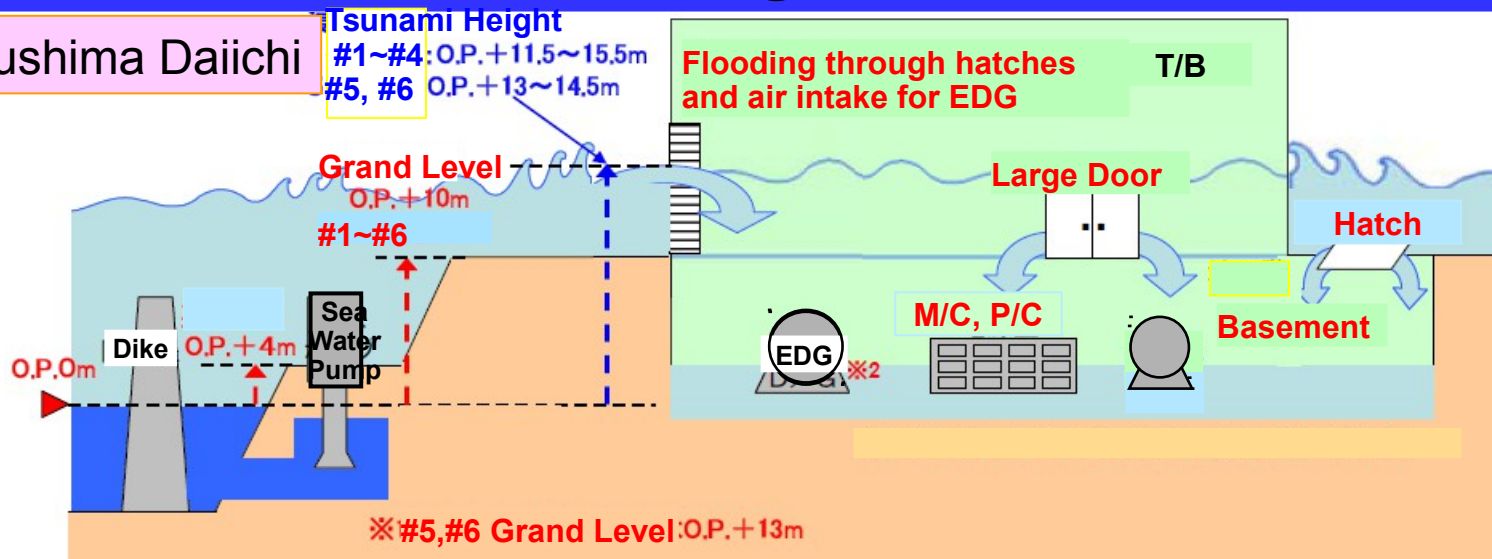 ushima Daiichi
Tsunami Height
#1~#4:O.P.+11.5～15.5m
#5, #6 O.P.+13～14.5m
Flooding through hatches
and air intake for EDG
T/B
Grand Level
O.P.+10m
#1~#6
Large Door
Hatch
Dike
O.P.+4m
Sea
Water
Pump
O.P.0m
EDG
※2
M/C, P/C
Basement
※#5,#6 Grand Level:O.P.+13m